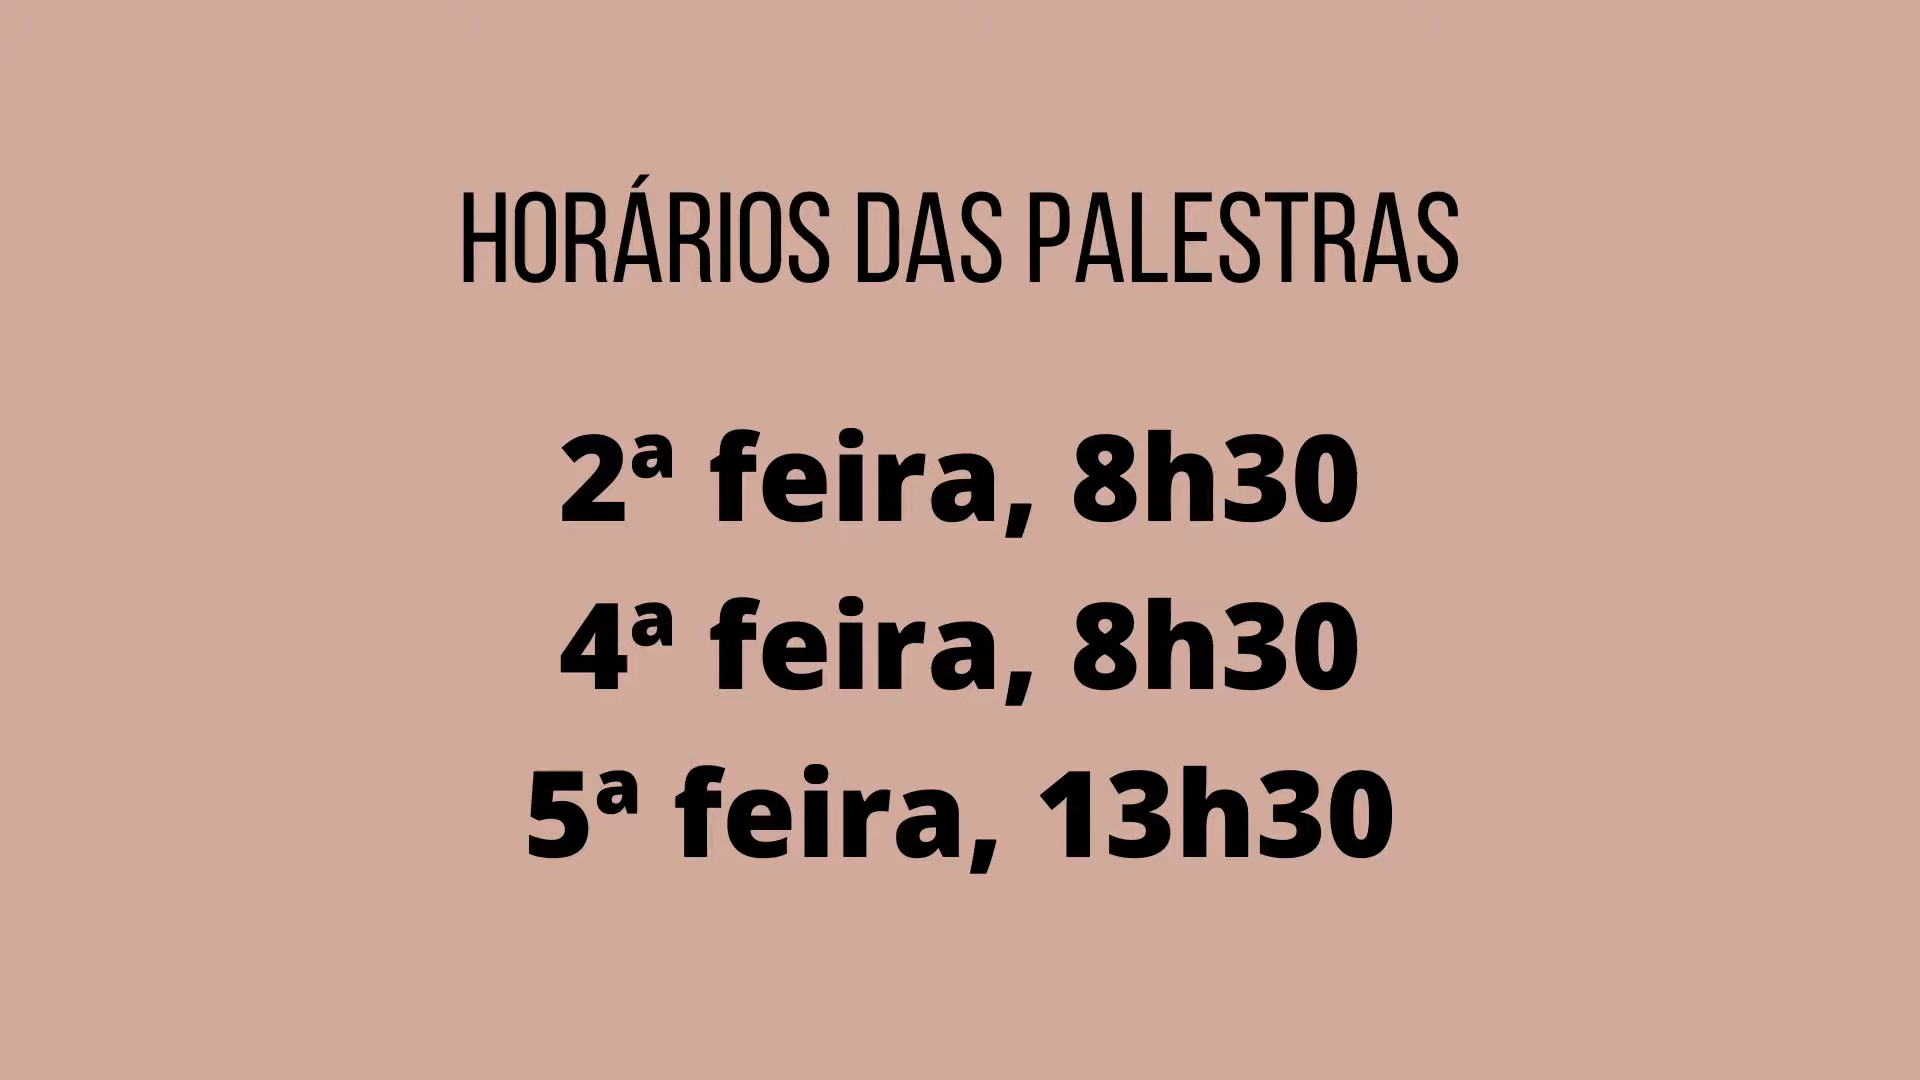 HORÁRIOS DAS PALESTRAS
2ª feira, 8h30
4ª feira, 8h30
5ª feira, 13h30